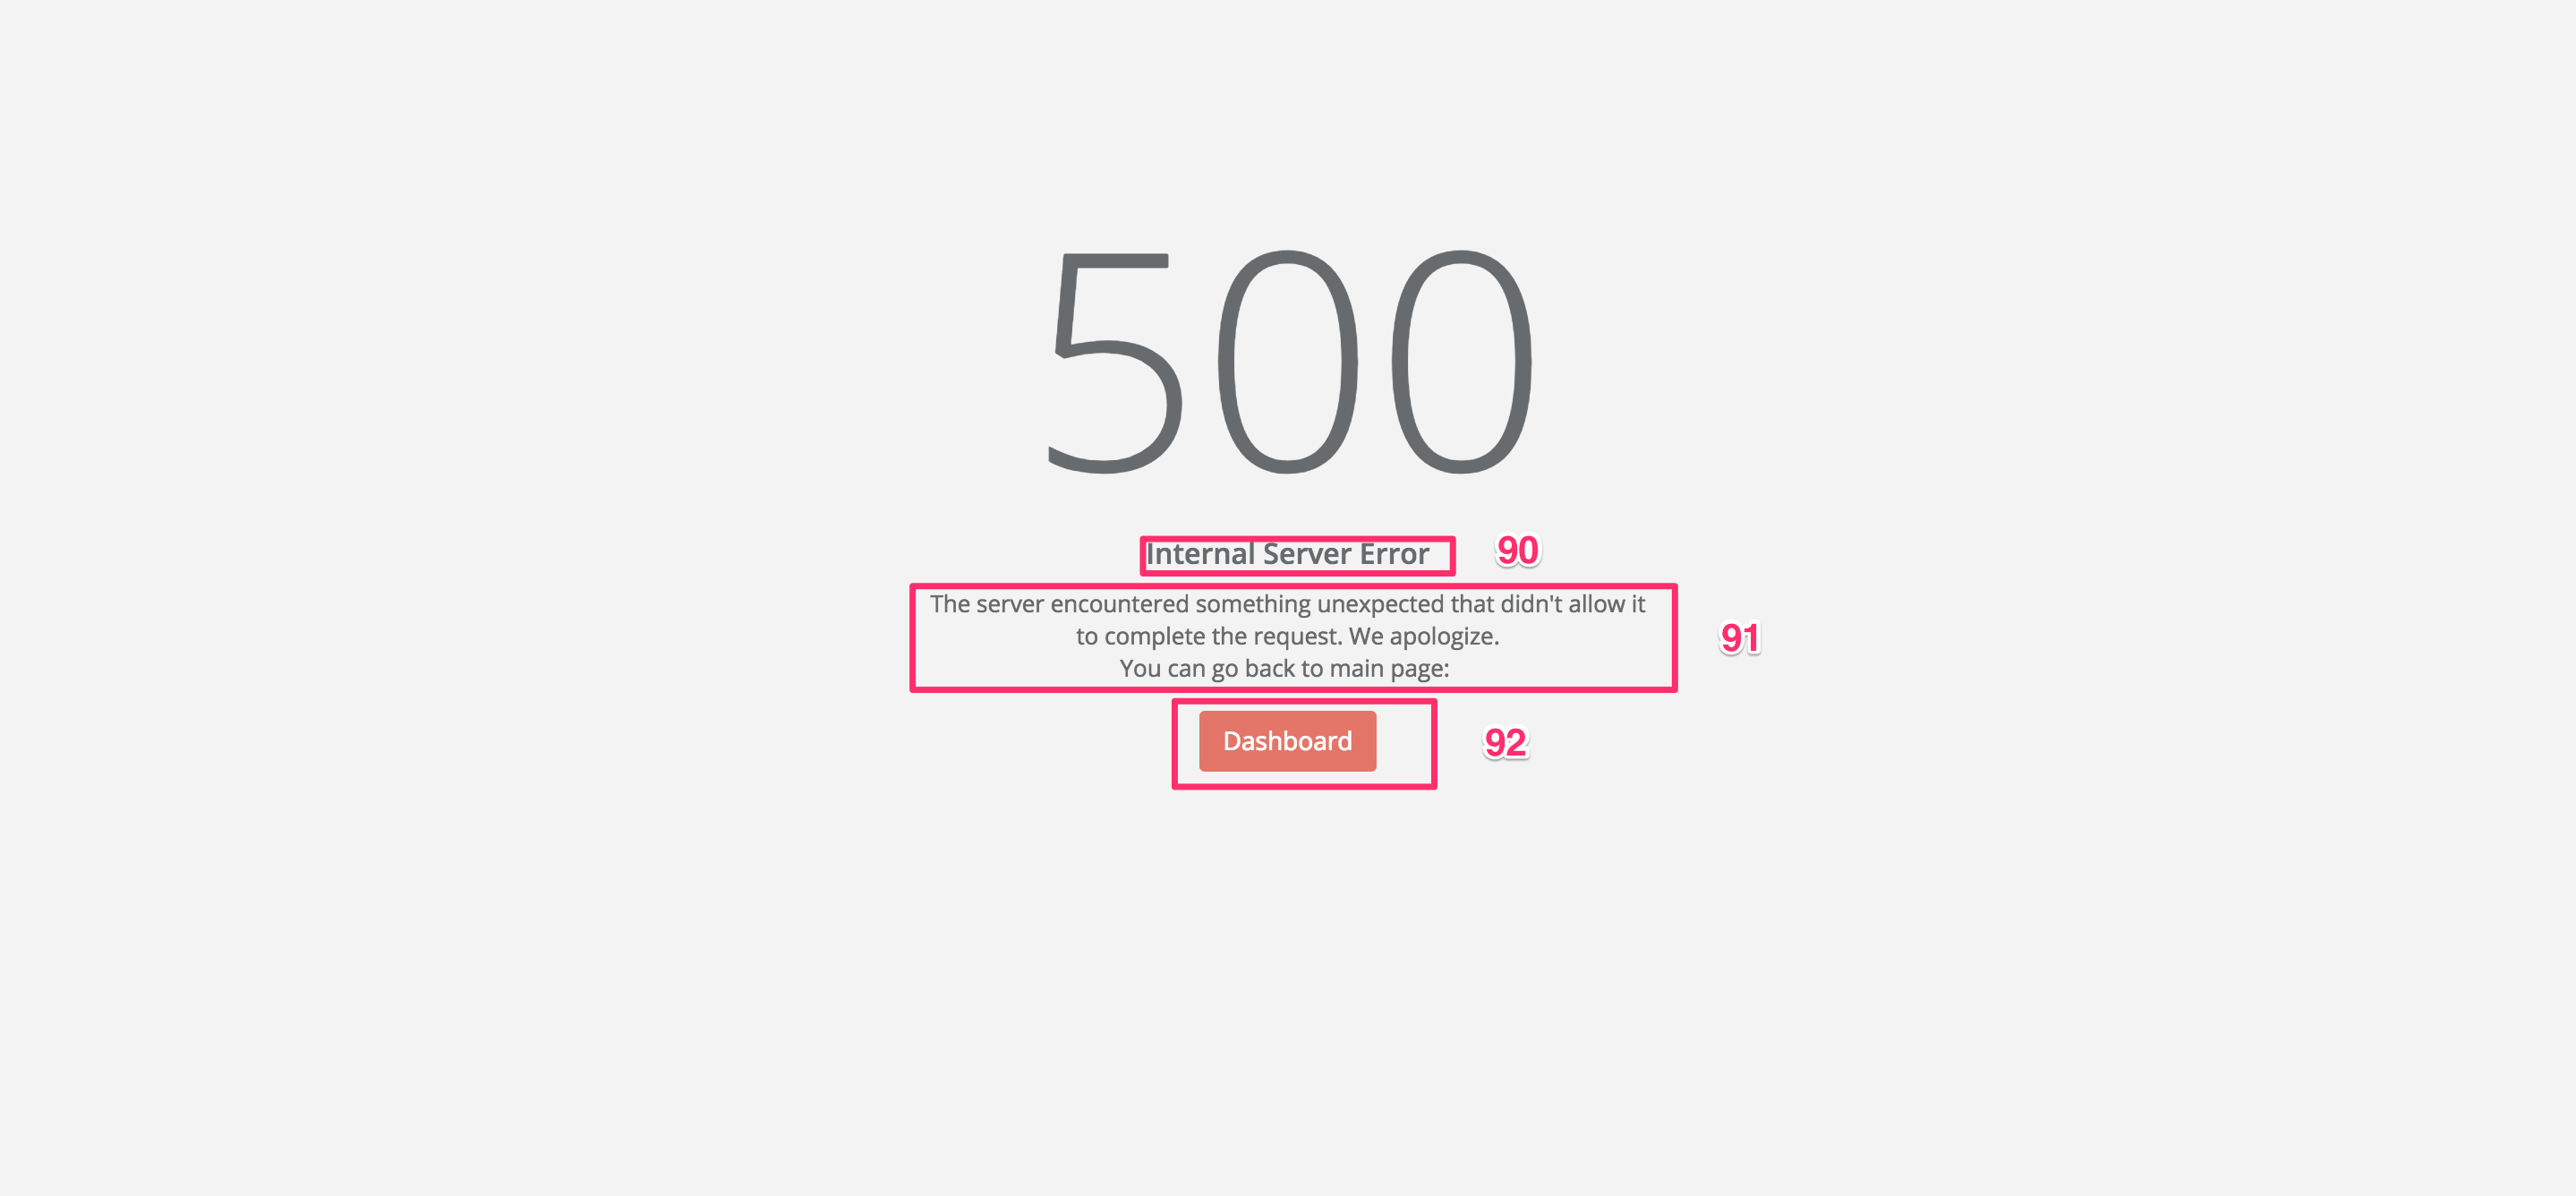 500
Internal Server Error 90
The server encountered something unexpected that didn't allow it
to complete the request. We apologize. 91
You can go back to main page:
Dashboard 92